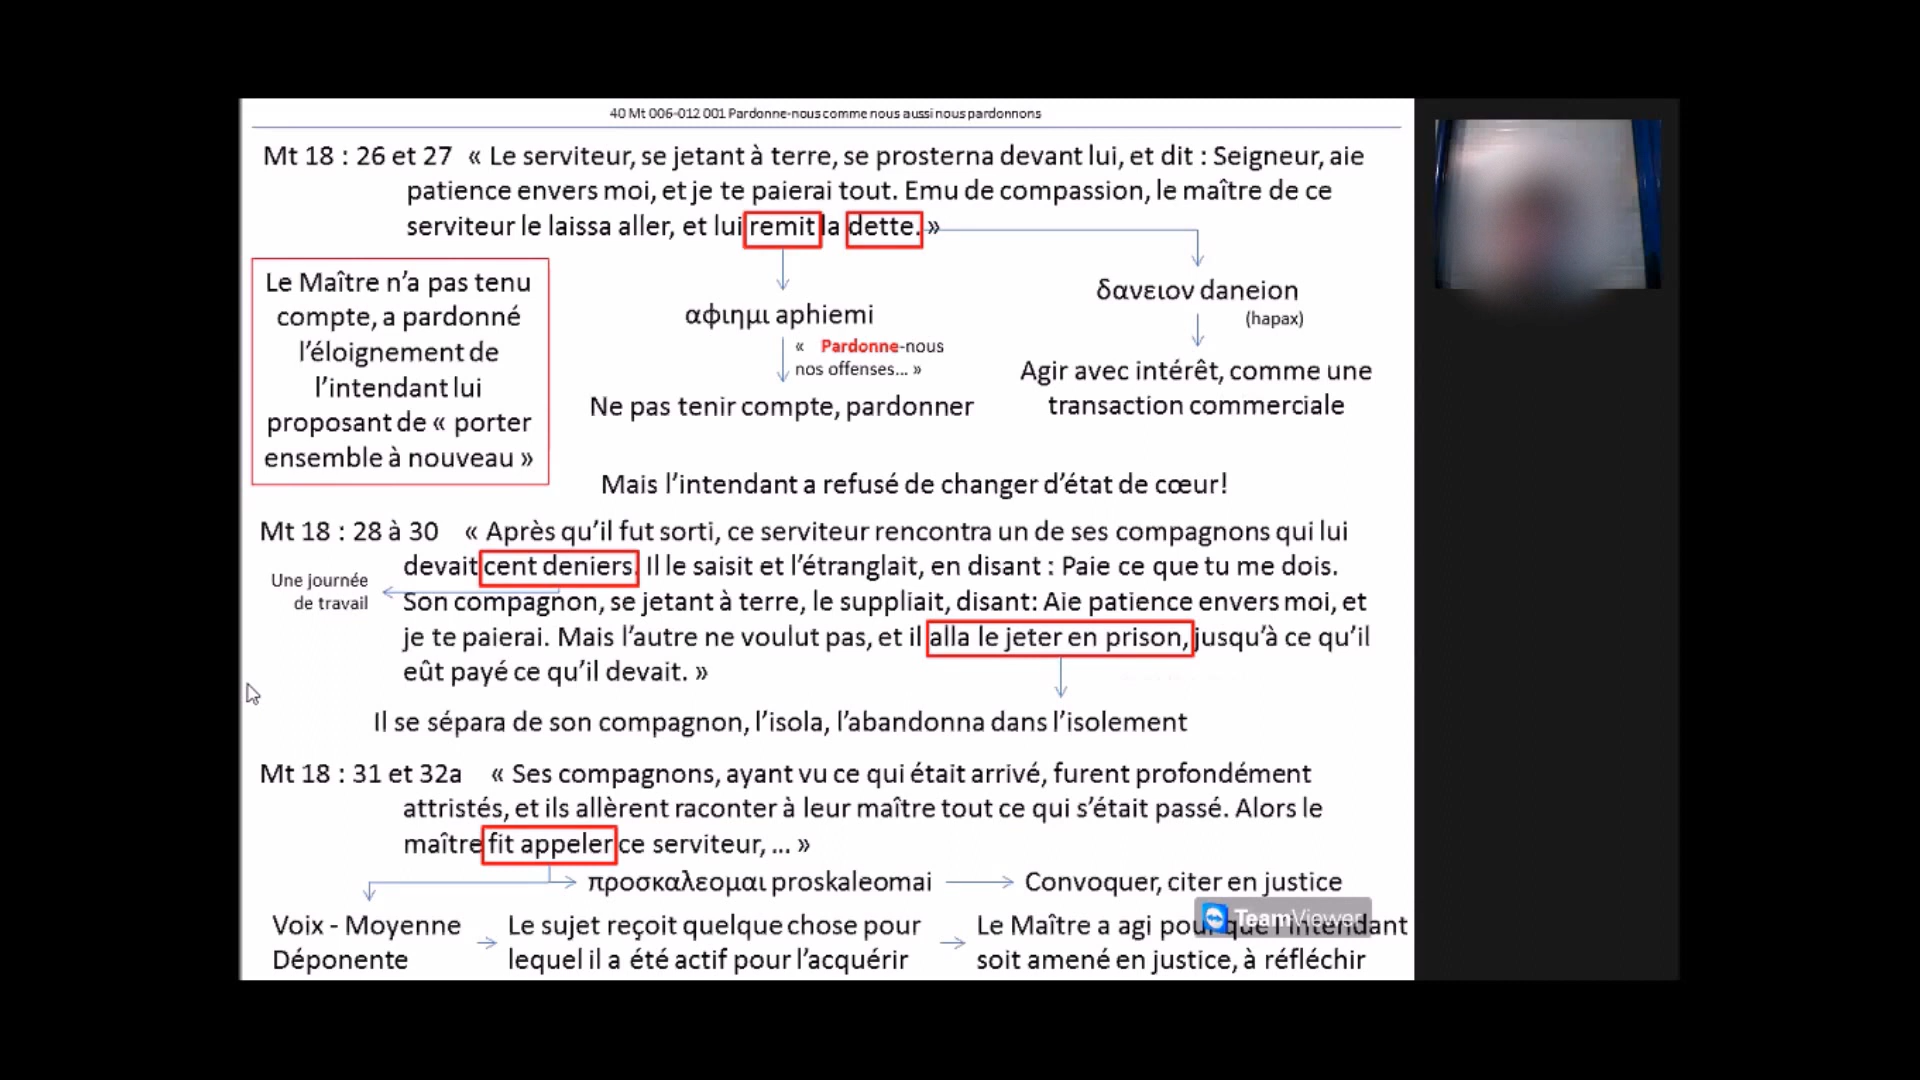 40 Mt 006-012 001 Pardonne-nous comme nous aussi nous pardonnons
Mt 18 : 26 et 27 « Le serviteur, se jetant à terre, se prosterna devant lui, et dit : Seigneur, aie
patience envers moi, et je te paierai tout. Emu de compassion, le maître de ce
serviteur le laissa aller, et lui remit la dette. »
Le Maître n’a pas tenu
compte, a pardonné
l’éloignement de
l’intendant lui
proposant de « porter
ensemble à nouveau »
αφιημι aphiemi
« Pardonne-nous
nos offenses... »
Ne pas tenir compte, pardonner
δανειον daneion
(hapax)
Agir avec intérêt, comme une
transaction commerciale
Mais l’intendant a refusé de changer d’état de cœur!
Mt 18 : 28 à 30 « Après qu’il fut sorti, ce serviteur rencontra un de ses compagnons qui lui
devait cent deniers. Il le saisit et l’étranglait, en disant : Paie ce que tu me dois.
Son compagnon, se jetant à terre, le suppliait, disant: Aie patience envers moi, et
je te paierai. Mais l’autre ne voulut pas, et il alla le jeter en prison, jusqu’à ce qu’il
eût payé ce qu’il devait. »
Une journée
de travail
Il se sépara de son compagnon, l’isola, l’abandonna dans l’isolement
Mt 18 : 31 et 32a « Ses compagnons, ayant vu ce qui était arrivé, furent profondément
attristés, et ils allèrent raconter à leur maître tout ce qui s’était passé. Alors le
maître fit appeler ce serviteur, ... »
προσκαλεομαι proskaleomai
Convoquer, citer en justice
Voix - Moyenne
Déponente
Le sujet reçoit quelque chose pour
lequel il a été actif pour l’acquérir
Le Maître a agi pour que l’intendant
soit amené en justice, à réfléchir
TeamViewer